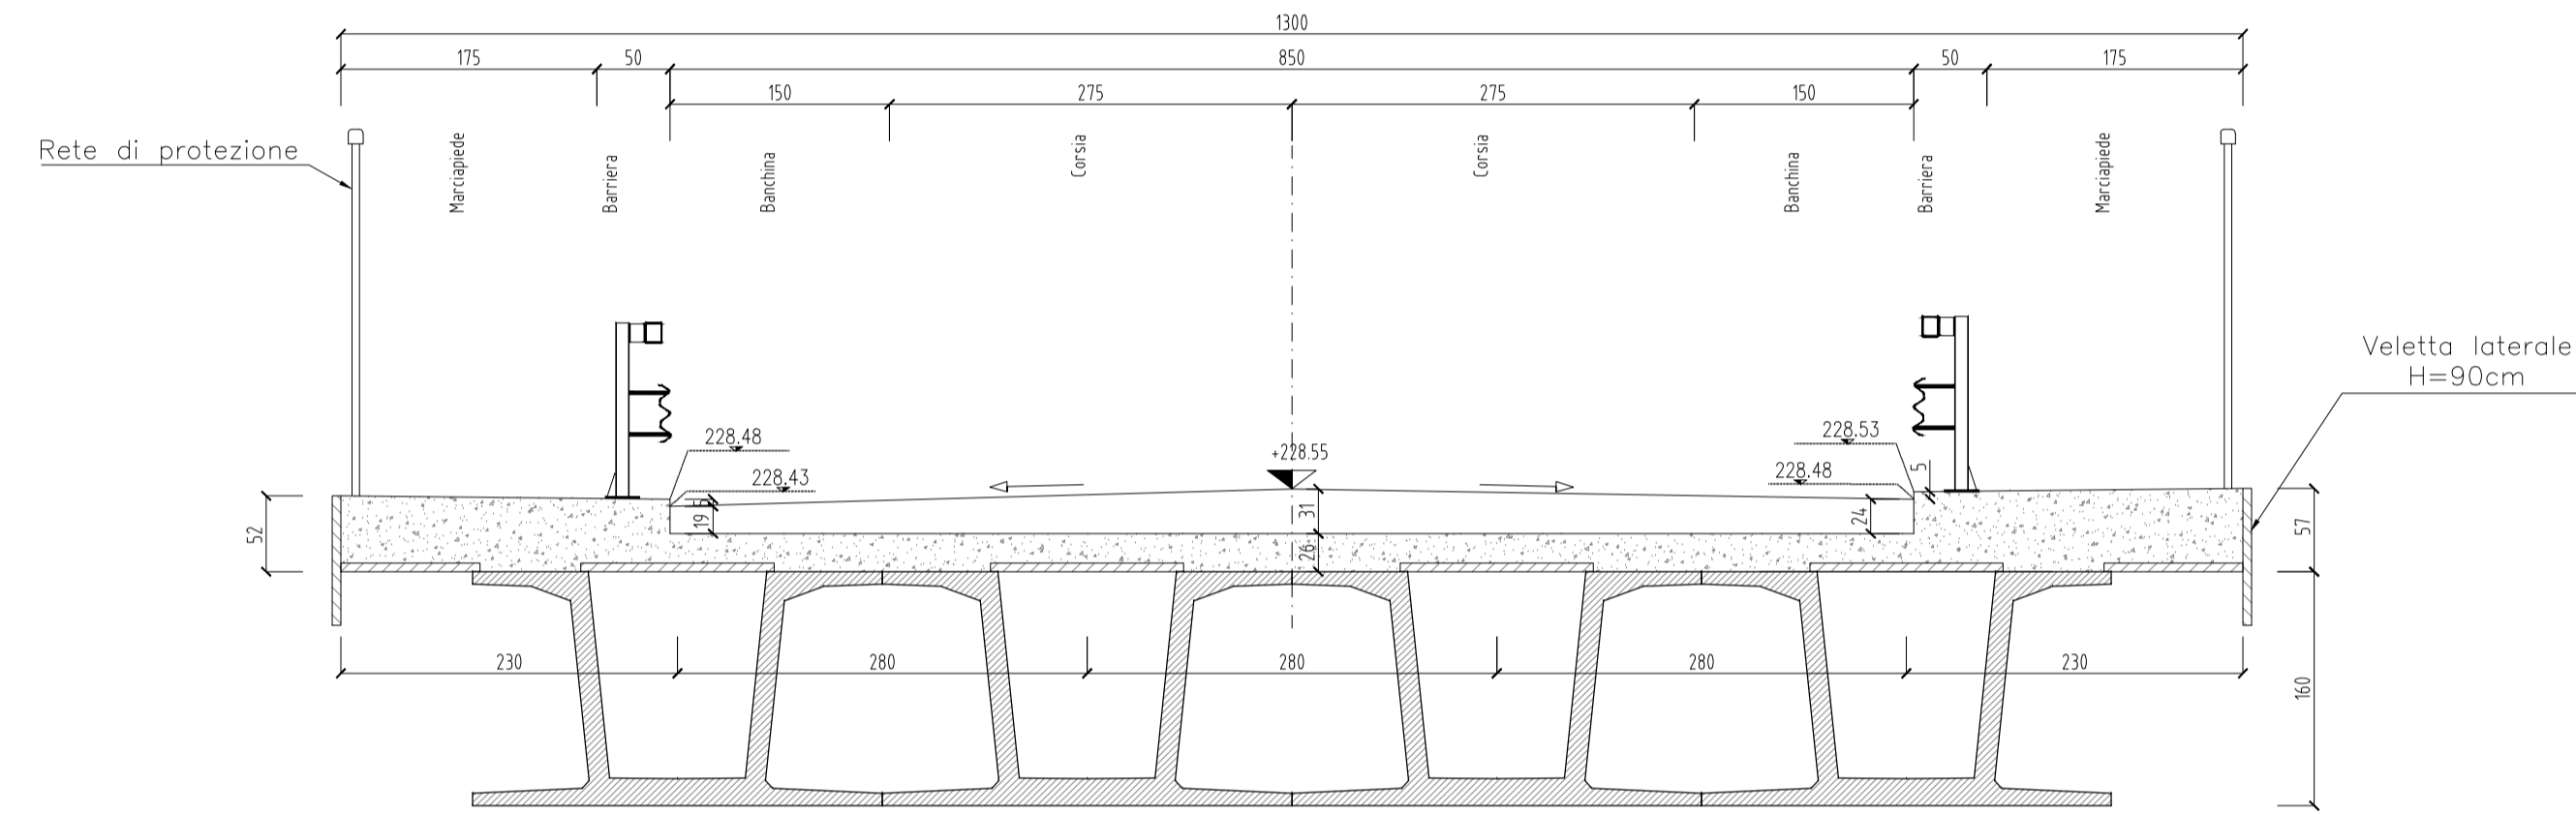 1300
175 50 850 50 175
150 275 275 150
Rete di protezione
Marciapiede
Barriera
Banchina
Corsia
Corsia
Banchina
Barriera
Marciapiede
Veletta laterale
H=90cm
228.48
228.43
+228.55
228.53
228.48
5
5
19
31
24
26
52
57
230 280 280 280 230
160